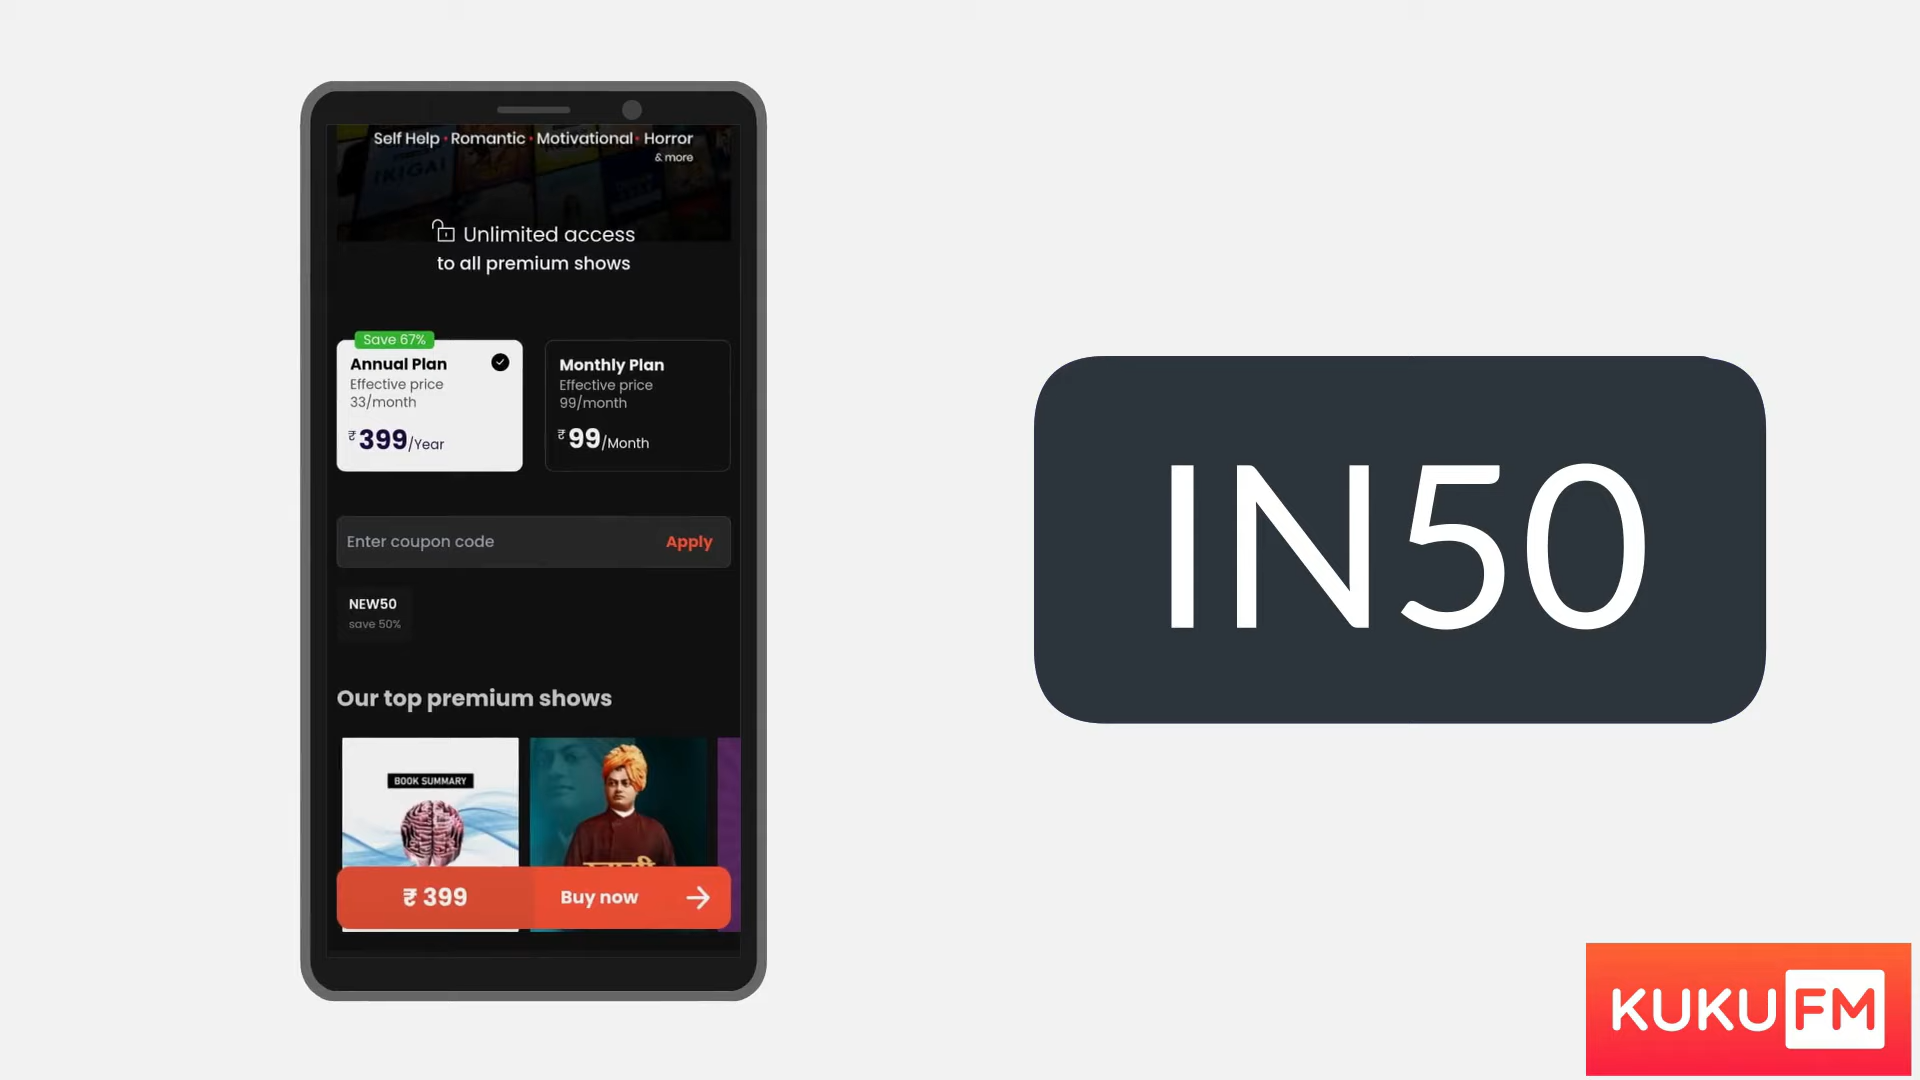 Self Help • Romantic • Motivational • Horror
& more
IKIGAI
Unlimited access
to all premium shows
Save 67%
Annual Plan
Effective price
33/month
₹399/Year
Monthly Plan
Effective price
99/month
₹99/Month
Enter coupon code
Apply
NEW50
save 50%
Our top premium shows
BOOK SUMMARY
स्वामी
₹ 399
Buy now
IN50
KUKU FM